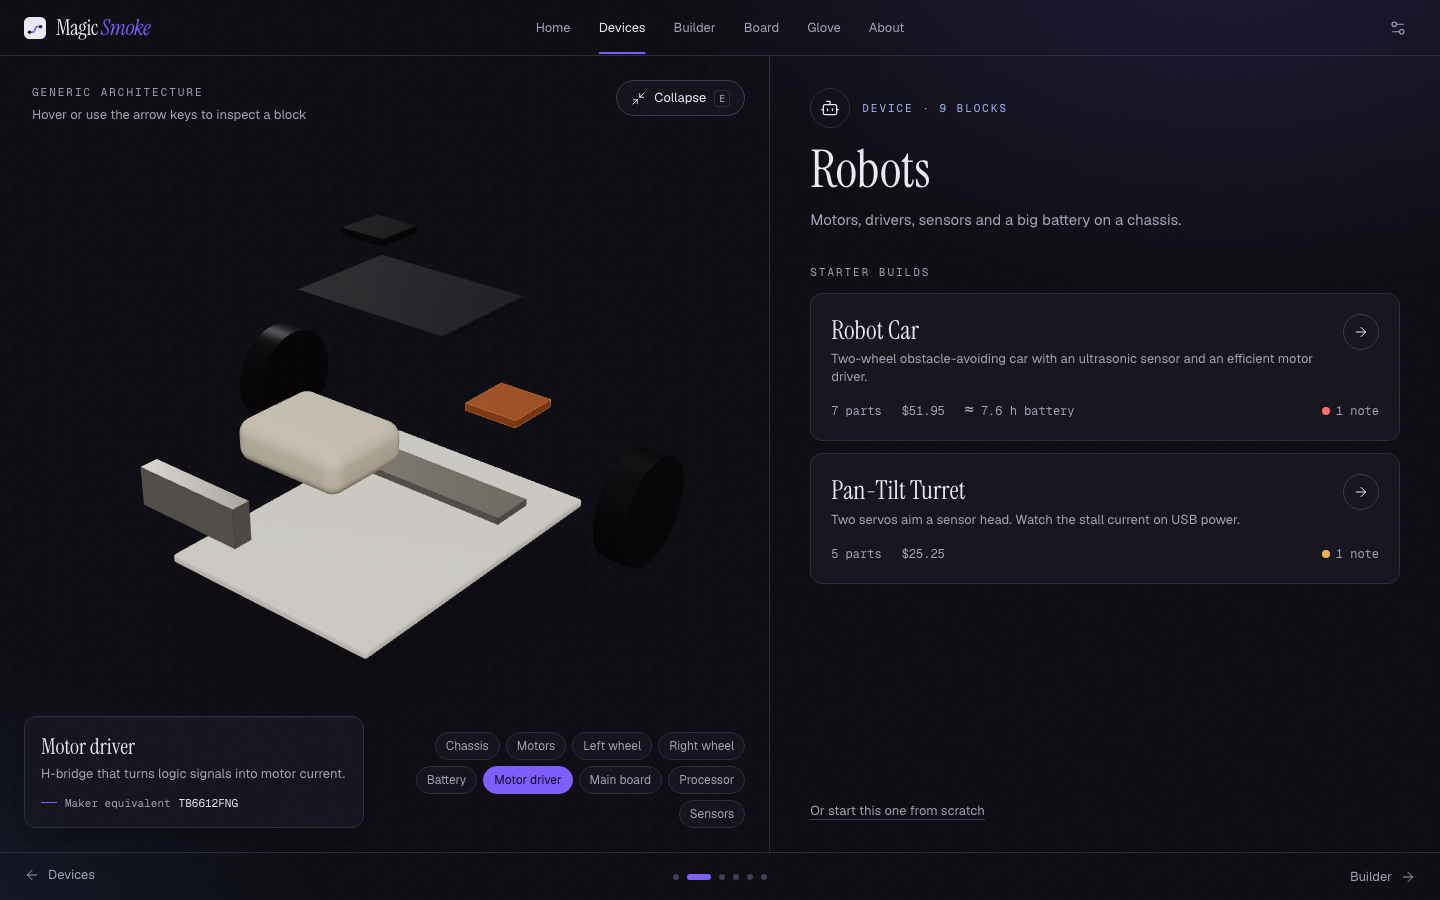 Magic Smoke
Home
Devices
Builder
Board
Glove
About
GENERIC ARCHITECTURE
Hover or use the arrow keys to inspect a block
Collapse E
DEVICE · 9 BLOCKS
Robots
Motors, drivers, sensors and a big battery on a chassis.
STARTER BUILDS
Robot Car
Two-wheel obstacle-avoiding car with an ultrasonic sensor and an efficient motor
driver.
7 parts $51.95 ≈ 7.6 h battery 1 note
Pan-Tilt Turret
Two servos aim a sensor head. Watch the stall current on USB power.
5 parts $25.25 1 note
Or start this one from scratch
Motor driver
H-bridge that turns logic signals into motor current.
Maker equivalent TB6612FNG
Chassis Motors Left wheel Right wheel
Battery Motor driver Main board Processor
Sensors
Devices
Builder